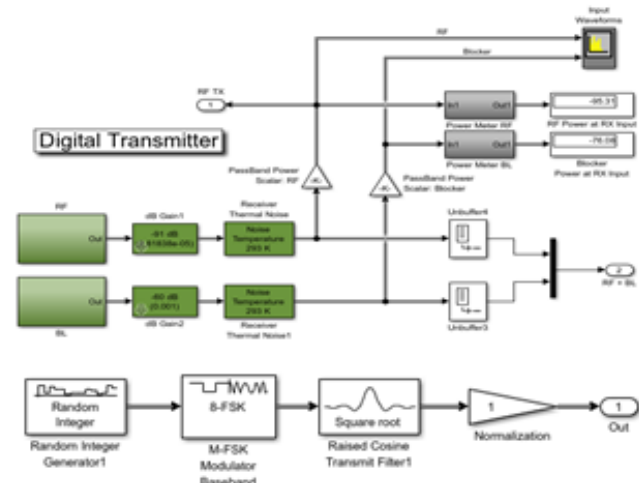 Input
Waveforms
RF
Blocker
RF TX
1
In1 Out1
-95.31
Power Meter RF
RF Power at RX Input
Digital Transmitter
In1 Out1
-76.08
Power Meter BL
Blocker
Power at RX Input
PassBand Power
Scalar: RF
-K-
PassBand Power
Scalar: Blocker
-K-
RF
Out
dB Gain1
-91 dB
Receiver
Thermal Noise
Noise
Temperature
293 K
Unbuffer4
2
RF + BL
Out
BL
-60 dB
(0.001)
dB Gain2
Noise
Temperature
293 K
Receiver
Thermal Noise1
Unbuffer3
Random
Integer
Random Integer
Generator1
8-FSK
M-FSK
Modulator
Baseband
Square root
Raised Cosine
Transmit Filter1
1
Normalization
1
Out